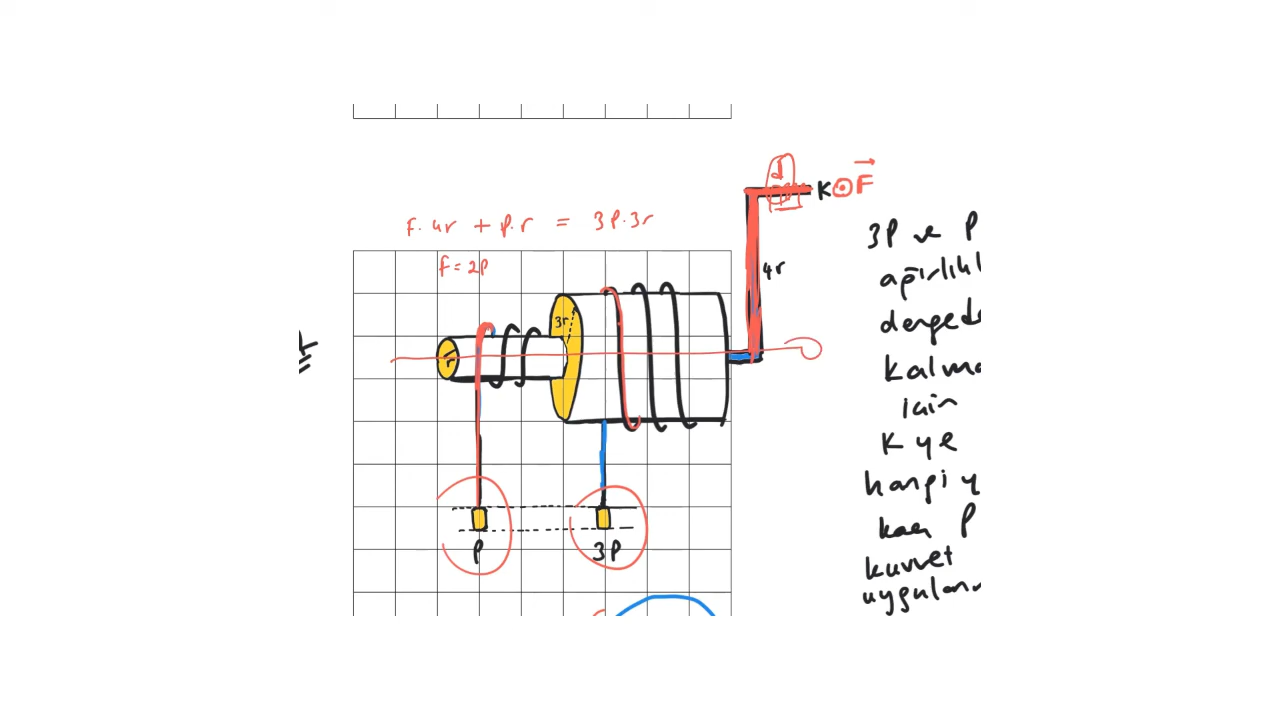 K F
F. 4r + P. r = 3P. 3r
F = 2P
4r
3r
r
P
3P
3P ve P
ağırlıkl
dengede
kalma
için
K ye
hangi y
kaç P
kuvvet
uygulan